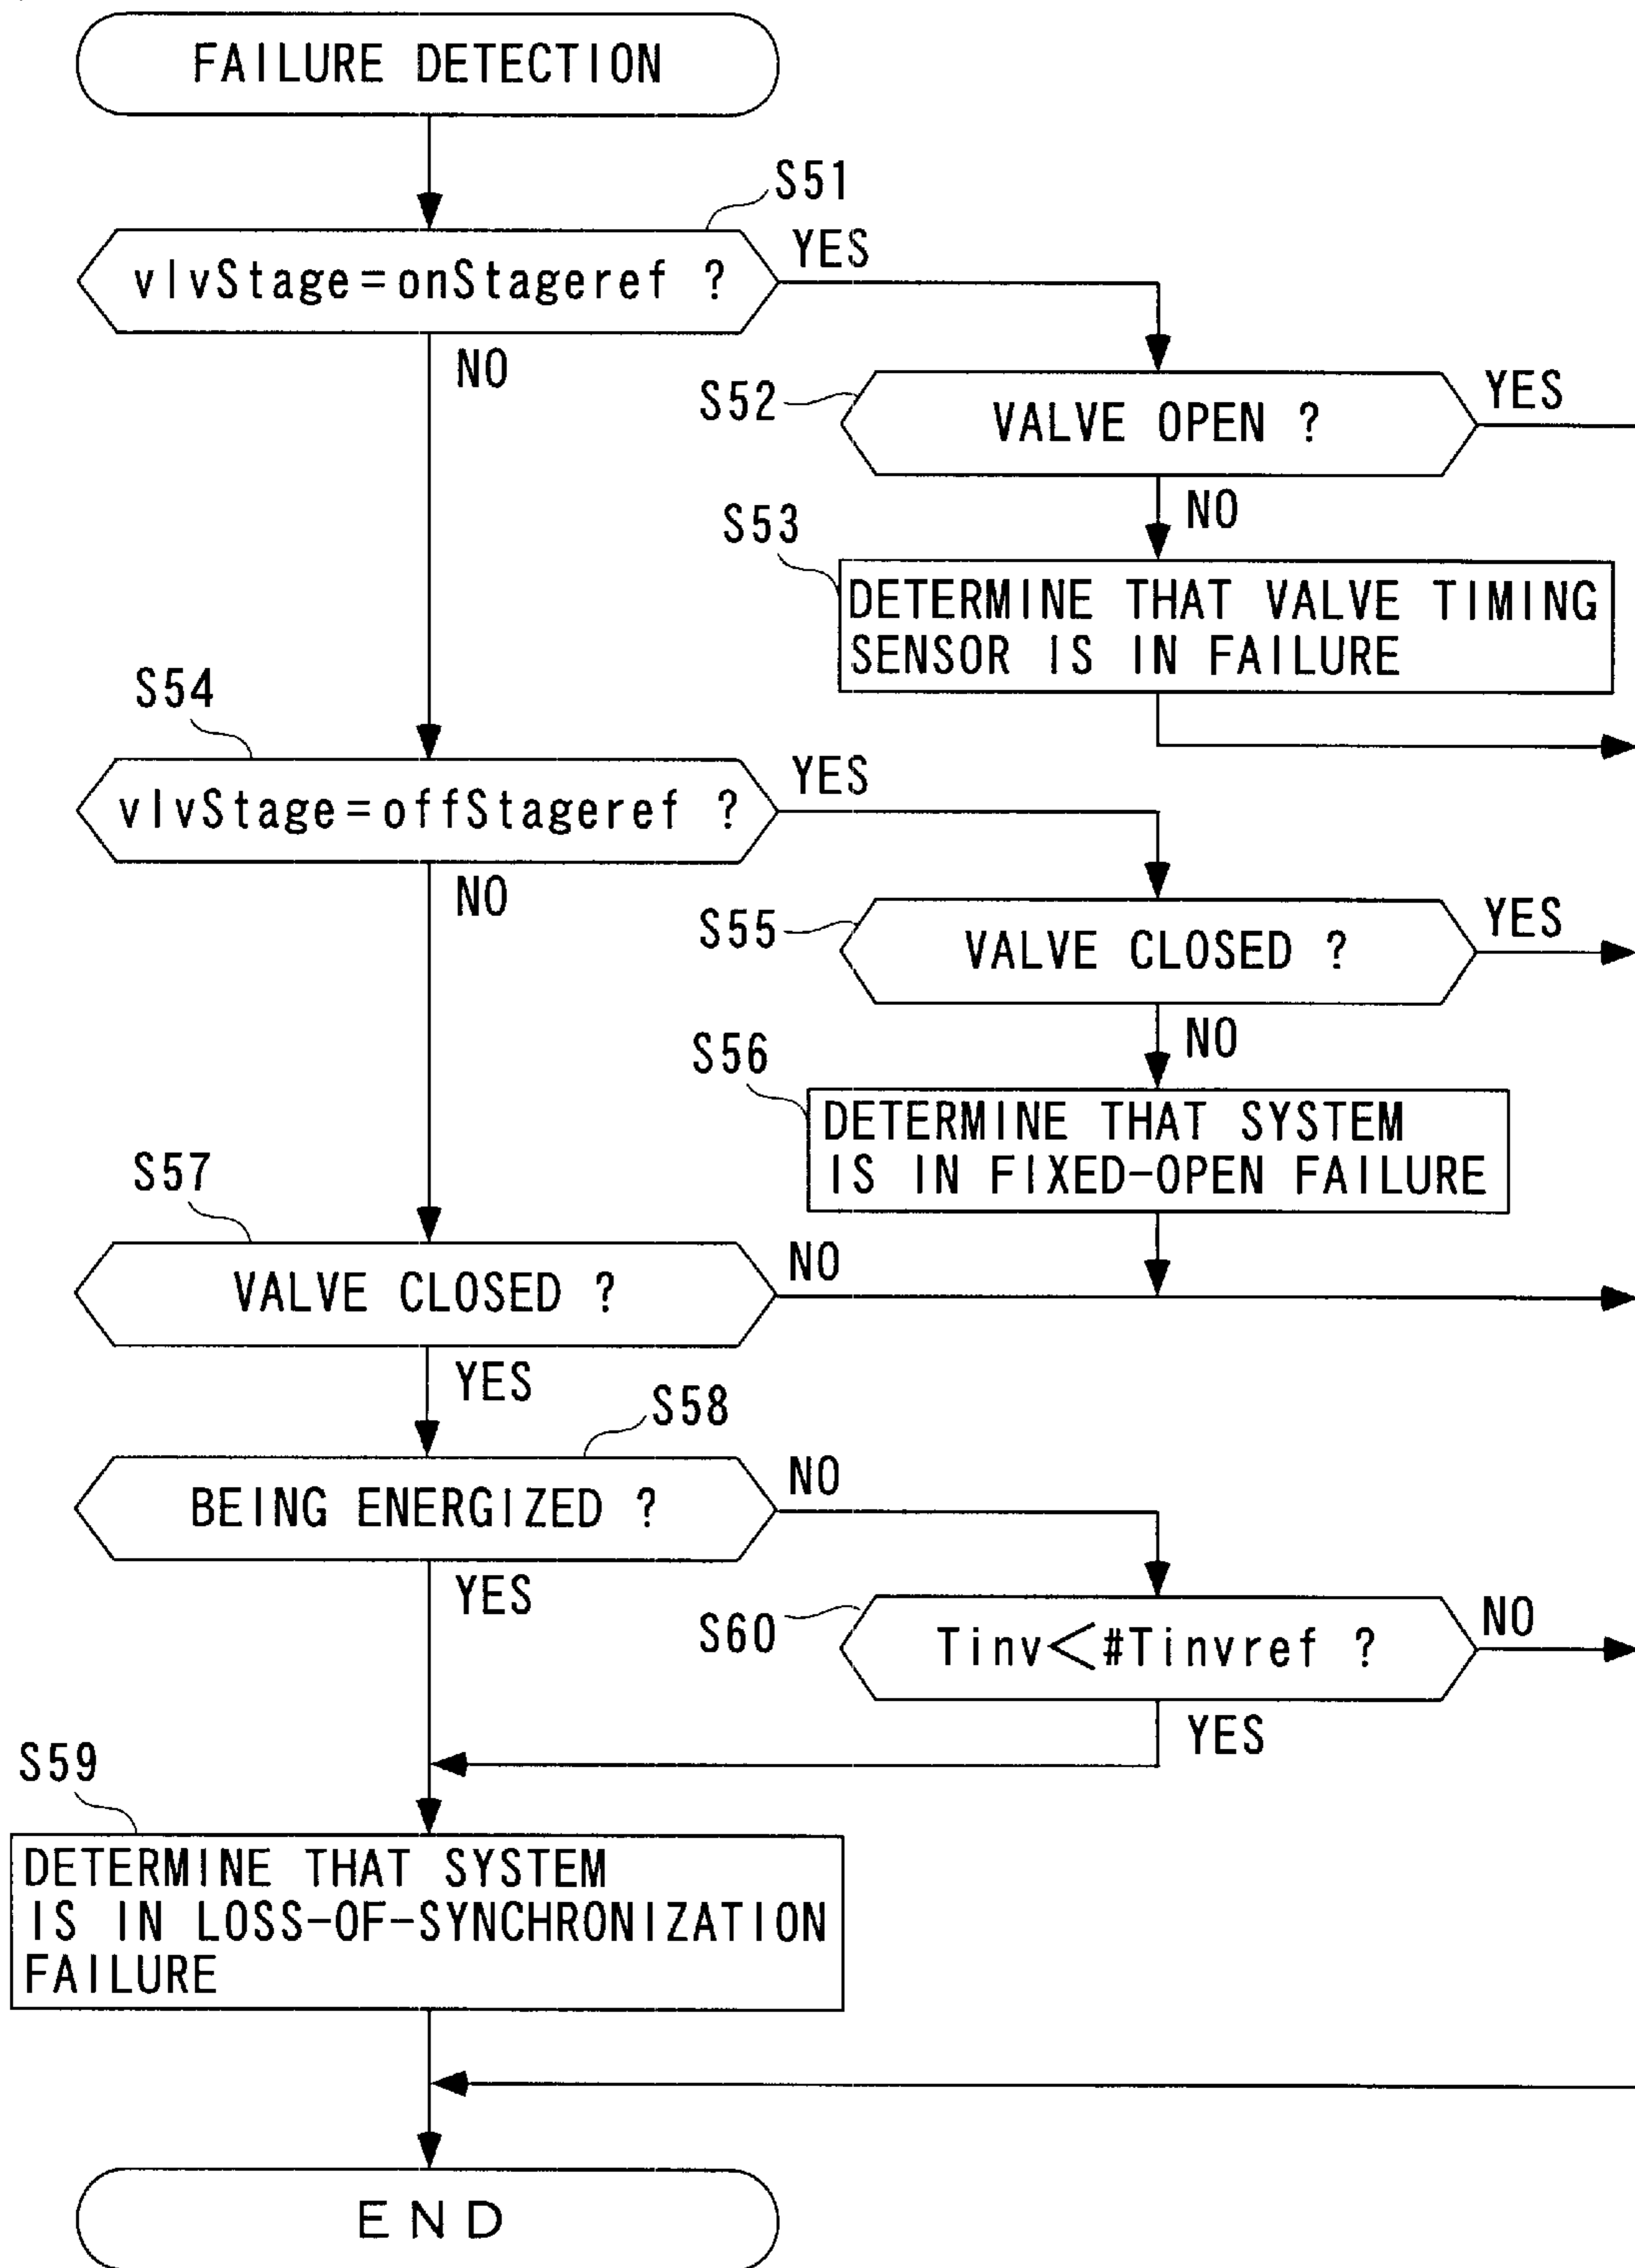 FAILURE DETECTION
S51
vlvStage=onStageref ?
YES
NO
S52
VALVE OPEN ?
YES
NO
S53
DETERMINE THAT VALVE TIMING
SENSOR IS IN FAILURE
S54
vlvStage=offStageref ?
YES
NO
S55
VALVE CLOSED ?
YES
NO
S56
DETERMINE THAT SYSTEM
IS IN FIXED-OPEN FAILURE
S57
VALVE CLOSED ?
NO
YES
S58
BEING ENERGIZED ?
NO
YES
S60
Tinv<#Tinvref ?
NO
YES
S59
DETERMINE THAT SYSTEM
IS IN LOSS-OF-SYNCHRONIZATION
FAILURE
END